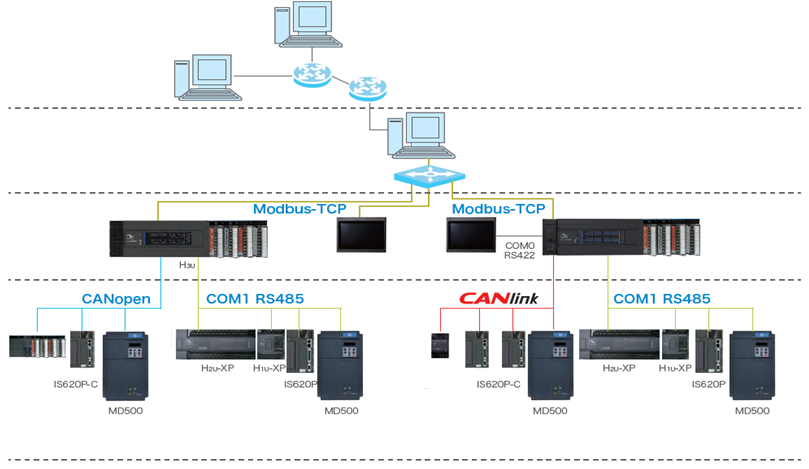 Modbus-TCP
Modbus-TCP
COM0
RS422
H3U
CANopen
COM1 RS485
CANlink
COM1 RS485
H2U-XP
H1U-XP
H2U-XP
H1U-XP
IS620P-C
IS620P
IS620P-C
IS620P
MD500
MD500
MD500
MD500